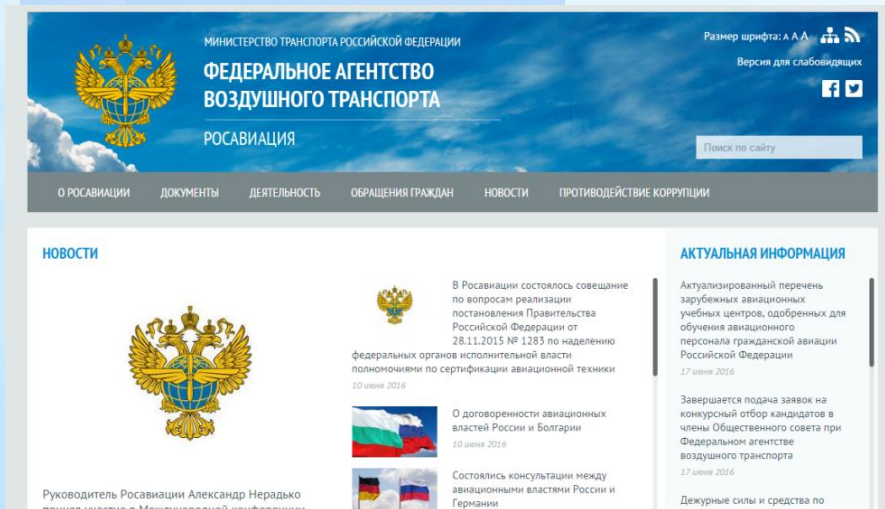 МИНИСТЕРСТВО ТРАНСПОРТА РОССИЙСКОЙ ФЕДЕРАЦИИ
ФЕДЕРАЛЬНОЕ АГЕНТСТВО
ВОЗДУШНОГО ТРАНСПОРТА
РОСАВИАЦИЯ
Размер шрифта: А А А
Версия для слабовидящих
Поиск по сайту
О РОСАВИАЦИИ ДОКУМЕНТЫ ДЕЯТЕЛЬНОСТЬ ОБРАЩЕНИЯ ГРАЖДАН НОВОСТИ ПРОТИВОДЕЙСТВИЕ КОРРУПЦИИ
НОВОСТИ
Руководитель Росавиации Александр Нерадько
принял участие в Международной конференции
В Росавиации состоялось совещание
по вопросам реализации
постановления Правительства
Российской Федерации от
28.11.2015 № 1283 по наделению
федеральных органов исполнительной власти
полномочиями по сертификации авиационной техники
10 июня 2016
О договоренности авиационных
властей России и Болгарии
10 июня 2016
Состоялись консультации между
авиационными властями России и
Германии
АКТУАЛЬНАЯ ИНФОРМАЦИЯ
Актуализированный перечень
зарубежных авиационных
учебных центров, одобренных для
обучения авиационного
персонала гражданской авиации
Российской Федерации
17 июня 2016
Завершается подача заявок на
конкурсный отбор кандидатов в
члены Общественного совета при
Федеральном агентстве
воздушного транспорта
17 июня 2016
Дежурные силы и средства по